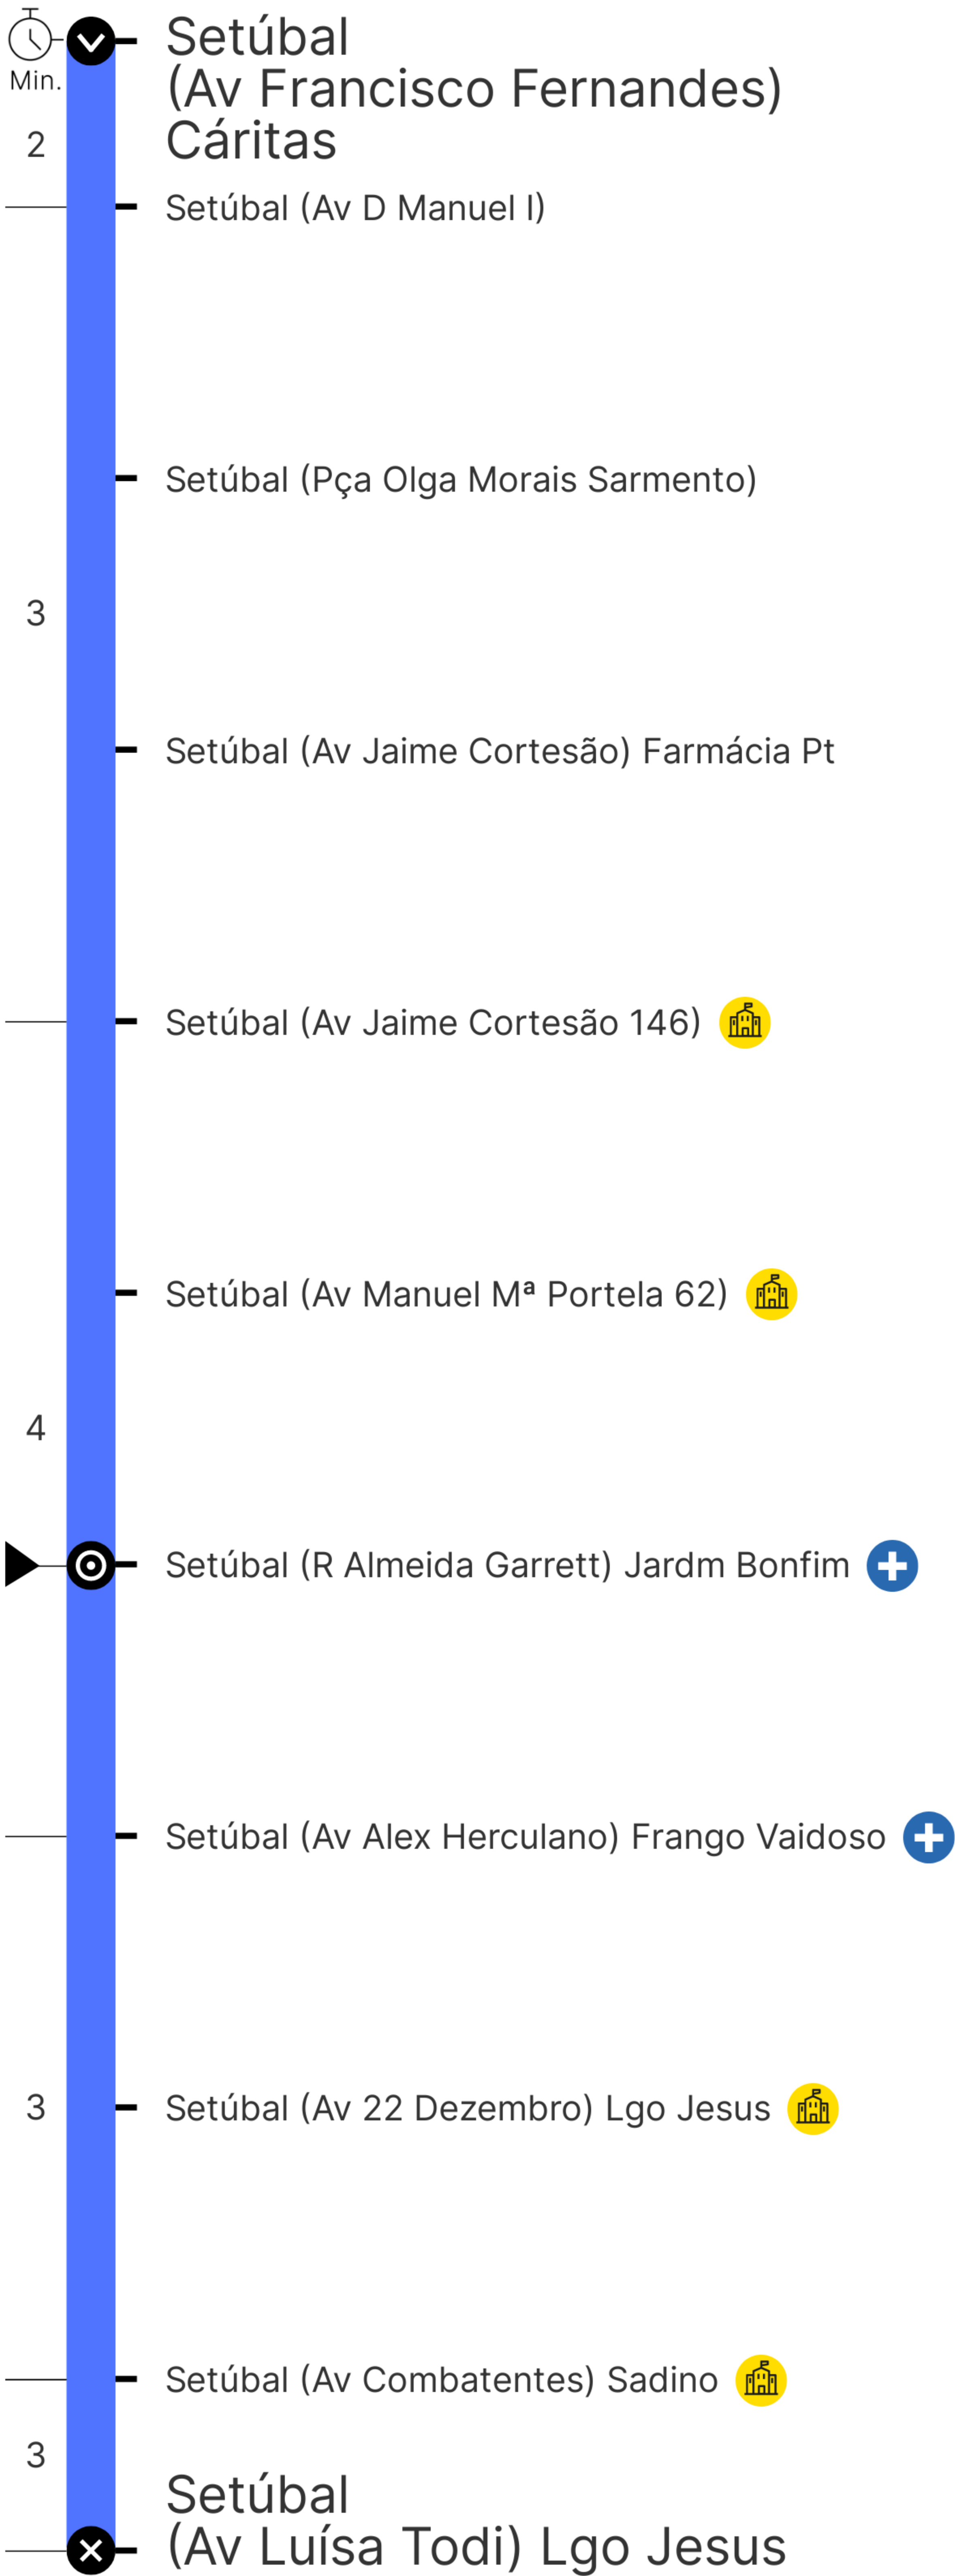 Setúbal
(Av Francisco Fernandes)
Cáritas
Min.
2
Setúbal (Av D Manuel I)
Setúbal (Pça Olga Morais Sarmento)
3
Setúbal (Av Jaime Cortesão) Farmácia Pt
Setúbal (Av Jaime Cortesão 146)
Setúbal (Av Manuel Mª Portela 62)
4
Setúbal (R Almeida Garrett) Jardm Bonfim
Setúbal (Av Alex Herculano) Frango Vaidoso
3
Setúbal (Av 22 Dezembro) Lgo Jesus
Setúbal (Av Combatentes) Sadino
3
Setúbal
(Av Luísa Todi) Lgo Jesus